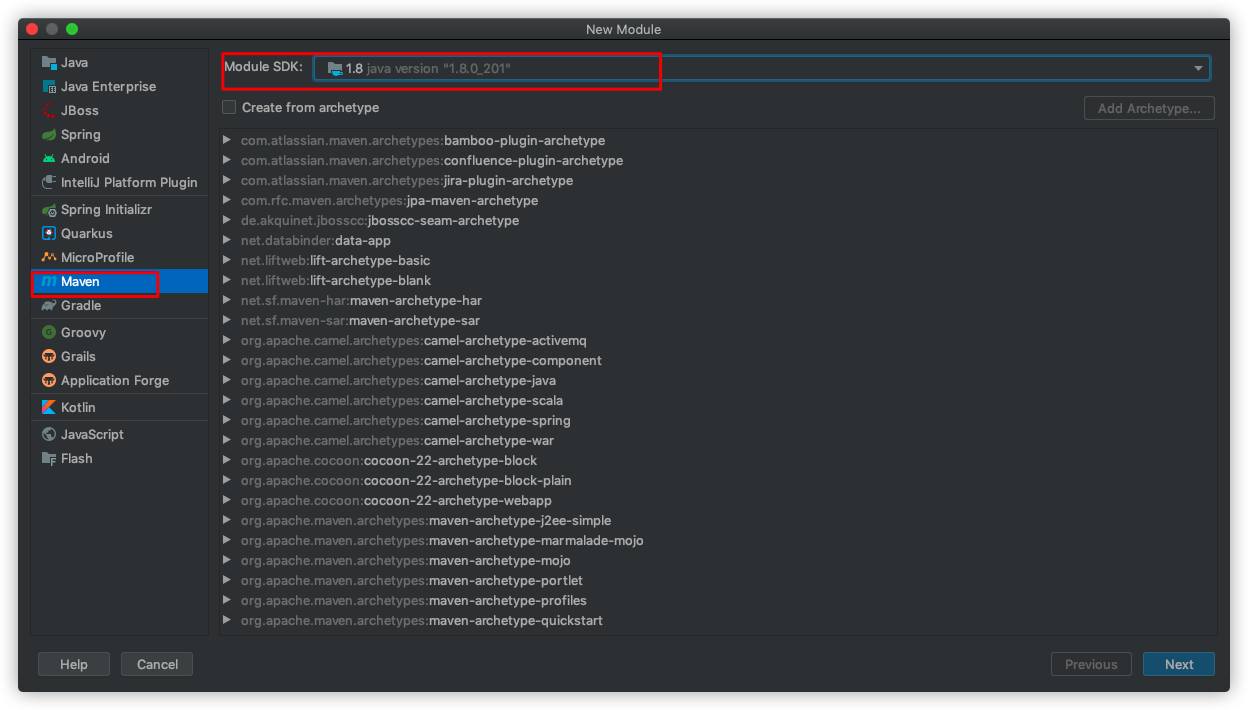 New Module
Java
Java Enterprise
JBoss
Spring
Android
IntelliJ Platform Plugin
Spring Initializr
Quarkus
MicroProfile
Maven
Gradle
Groovy
Grails
Application Forge
Kotlin
JavaScript
Flash
Module SDK: 1.8 java version "1.8.0_201"
Create from archetype
Add Archetype...
com.atlassian.maven.archetypes:bamboo-plugin-archetype
com.atlassian.maven.archetypes:confluence-plugin-archetype
com.atlassian.maven.archetypes:jira-plugin-archetype
com.rfc.maven.archetypes:jpa-maven-archetype
de.akquinet.jbosscc:jbosscc-seam-archetype
net.databinder:data-app
net.liftweb:lift-archetype-basic
net.liftweb:lift-archetype-blank
net.sf.maven-har:maven-archetype-har
net.sf.maven-sar:maven-archetype-sar
org.apache.camel.archetypes:camel-archetype-activemq
org.apache.camel.archetypes:camel-archetype-component
org.apache.camel.archetypes:camel-archetype-java
org.apache.camel.archetypes:camel-archetype-scala
org.apache.camel.archetypes:camel-archetype-spring
org.apache.camel.archetypes:camel-archetype-war
org.apache.cocoon:cocoon-22-archetype-block
org.apache.cocoon:cocoon-22-archetype-block-plain
org.apache.cocoon:cocoon-22-archetype-webapp
org.apache.maven.archetypes:maven-archetype-j2ee-simple
org.apache.maven.archetypes:maven-archetype-marmalade-mojo
org.apache.maven.archetypes:maven-archetype-mojo
org.apache.maven.archetypes:maven-archetype-portlet
org.apache.maven.archetypes:maven-archetype-profiles
org.apache.maven.archetypes:maven-archetype-quickstart
Help
Cancel
Previous
Next